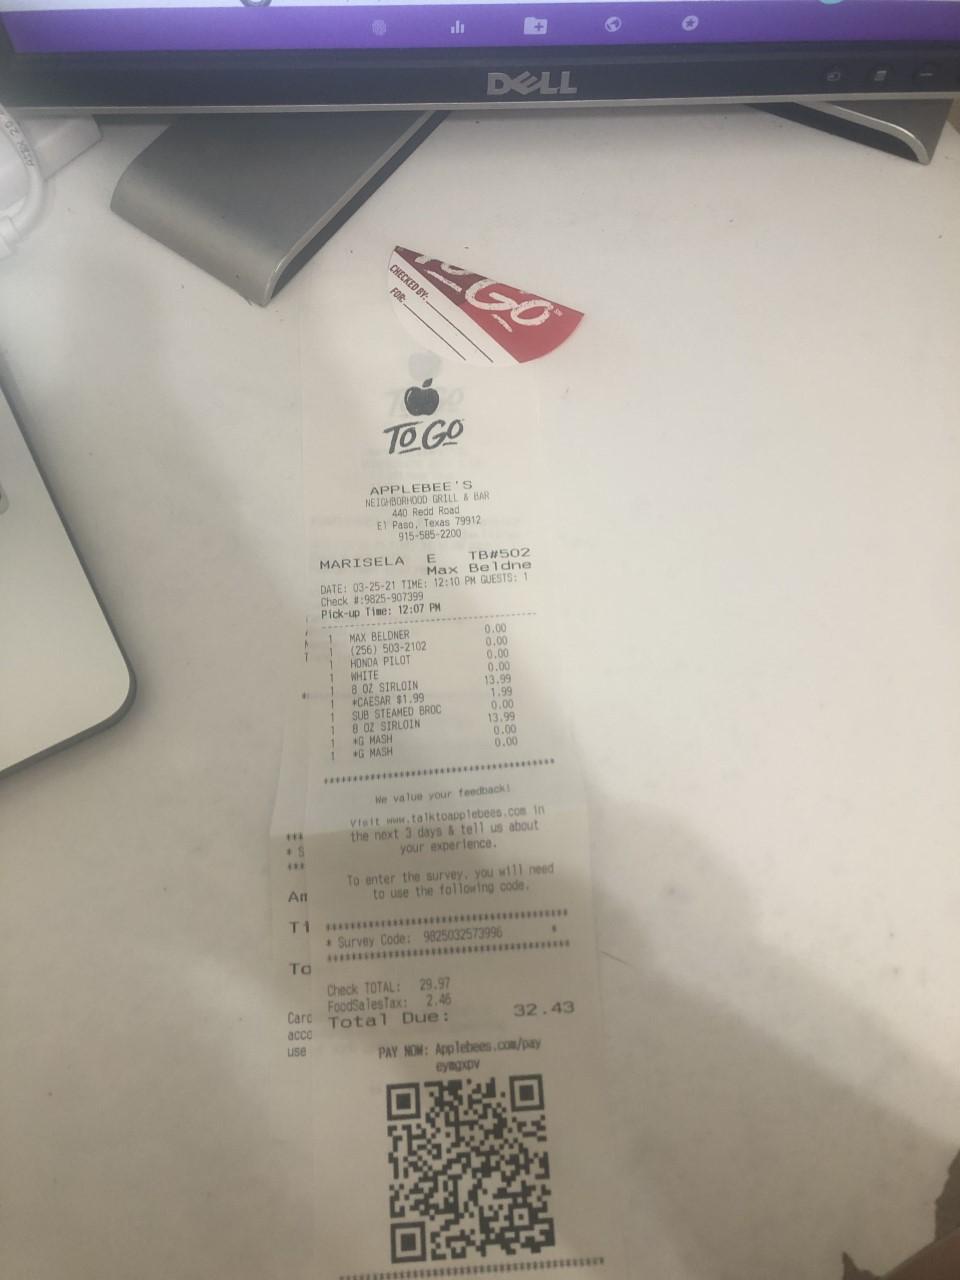 DELL
To Go
CHECKED BY:
FOR:
TO GO
APPLEBEE'S
NEIGHBORHOOD GRILL & BAR
440 Redd Road
El Paso, Texas 79912
915-585-2200
MARISELA E TB#502
Max Beldne
DATE: 03-25-21 TIME: 12:10 PM GUESTS: 1
Check #:9825-907399
Pick-up Time: 12:07 PM
1 MAX BELDNER 0.00
1 (256) 503-2102 0.00
1 HONDA PILOT 0.00
1 WHITE 0.00
1 8 OZ SIRLOIN 13.99
1 *CAESAR $1.99 1.99
1 SUB STEAMED BROC 0.00
1 8 OZ SIRLOIN 13.99
1 *G MASH 0.00
1 *G MASH 0.00
We value your feedback!
Visit www.talktoapplebees.com in
the next 3 days & tell us about
your experience.
To enter the survey, you will need
to use the following code.
* Survey Code: 9825032573996 *
Check TOTAL: 29.97
FoodSalesTax: 2.46
Total Due: 32.43
PAY NOW: Applebees.com/pay
eymgxpv
* S
Am
Ti
To
Card
acco
use